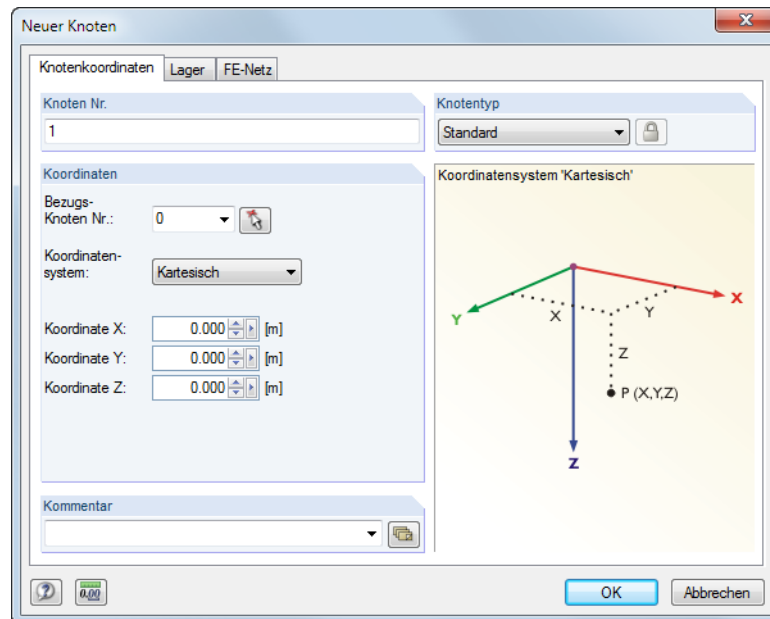 Neuer Knoten
Knotenkoordinaten Lager FE-Netz
Knoten Nr.
1
Knotentyp
Standard
Koordinaten
Bezugs-
Knoten Nr.: 0
Koordinaten-
system: Kartesisch
Koordinate X: 0.000 [m]
Koordinate Y: 0.000 [m]
Koordinate Z: 0.000 [m]
Koordinatensystem 'Kartesisch'
X
Y
X
Y
Z
P (X,Y,Z)
Z
Kommentar
0.00
OK Abbrechen